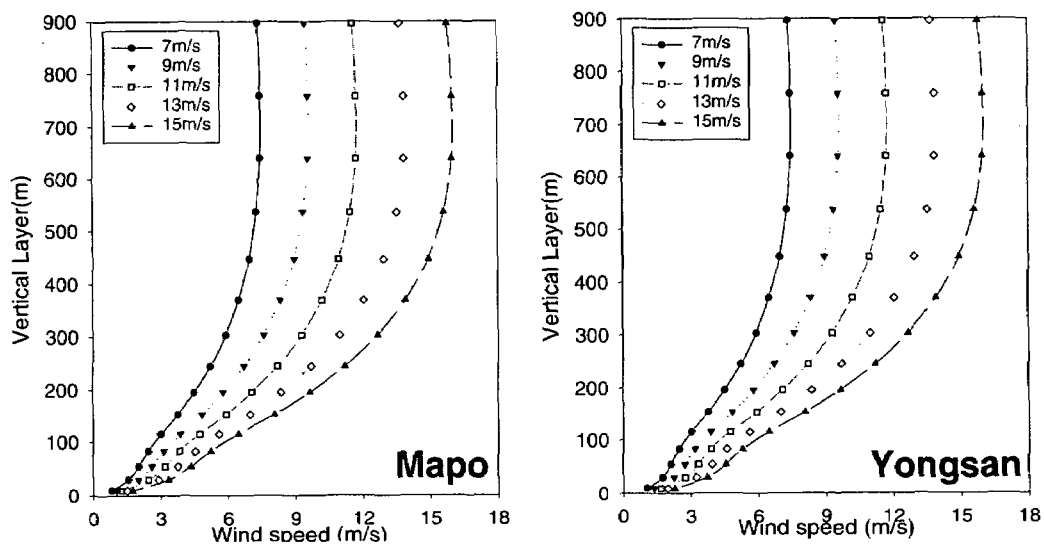 900
800
700
600
500
400
300
200
100
0
Vertical Layer(m)
7m/s
9m/s
11m/s
13m/s
15m/s
Mapo
0 3 6 9 12 15 18
Wind speed (m/s)
900
800
700
600
500
400
300
200
100
0
Vertical Layer(m)
7m/s
9m/s
11m/s
13m/s
15m/s
Yongsan
0 3 6 9 12 15 18
Wind speed (m/s)